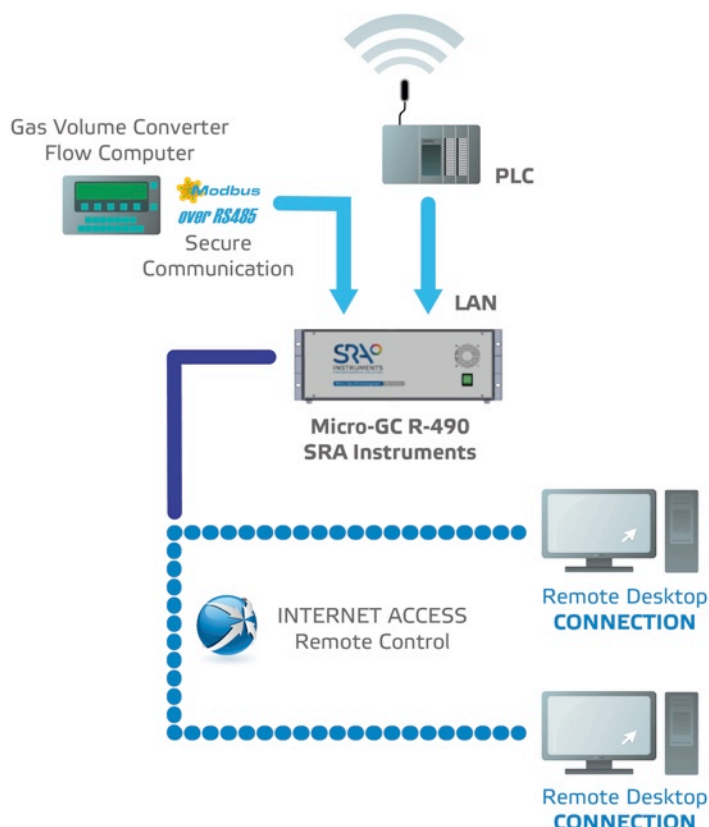 Gas Volume Converter
Flow Computer
Modbus
over RS485
Secure
Communication
PLC
LAN
SRA
INSTRUMENTS
Micro-GC R-490
SRA Instruments
INTERNET ACCESS
Remote Control
Remote Desktop
CONNECTION
Remote Desktop
CONNECTION